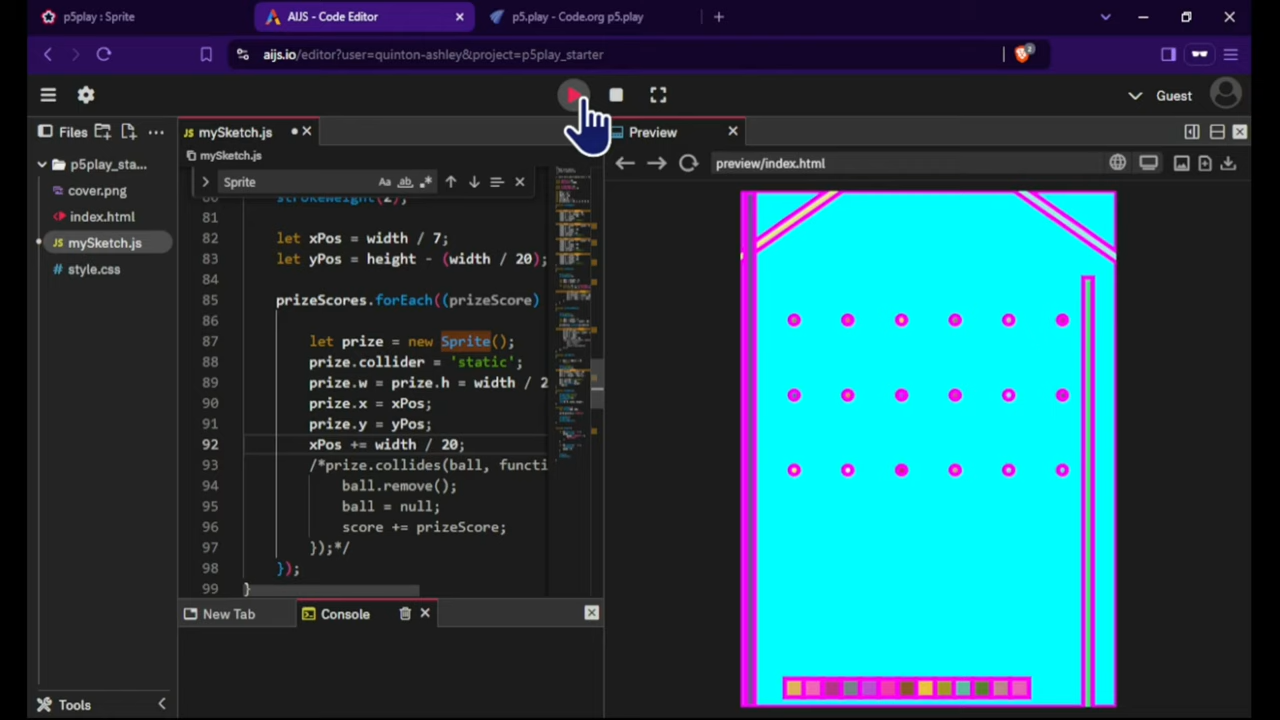 p5play : Sprite
AIJS - Code Editor
p5.play - Code.org p5.play
aijs.io/editor?user=quinton-ashley&project=p5play_starter
2
Guest
Files
mySketch.js
Preview
mySketch.js
p5play_sta...
cover.png
index.html
mySketch.js
style.css
Sprite
preview/index.html
81
82 let xPos = width / 7;
83 let yPos = height - (width / 20);
84
85 prizeScores.forEach((prizeScore)
86
87 let prize = new Sprite();
88 prize.collider = 'static';
89 prize.w = prize.h = width / 2
90 prize.x = xPos;
91 prize.y = yPos;
92 xPos += width / 20;
93 /*prize.collides(ball, functi
94 ball.remove();
95 ball = null;
96 score += prizeScore;
97 });*/
98 });
99 }
New Tab
Console
Tools